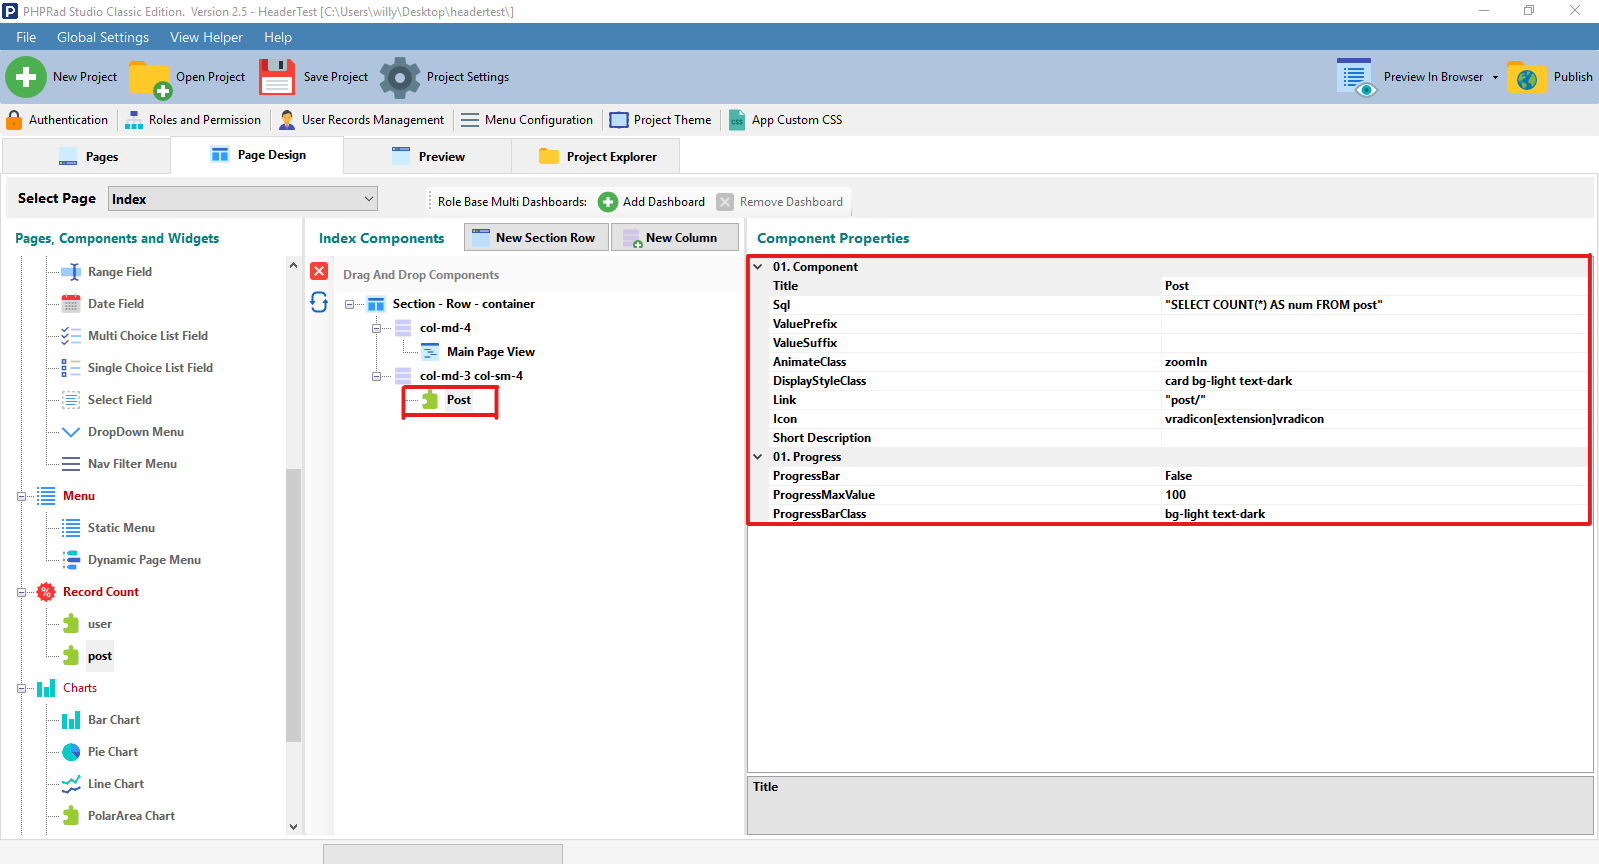 PHPRad Studio Classic Edition.  Version 2.5 - HeaderTest [C:\Users\willy\Desktop\headertest\]
File Global Settings View Helper Help
New Project Open Project Save Project Project Settings Preview In Browser Publish
Authentication Roles and Permission User Records Management Menu Configuration Project Theme App Custom CSS
Pages Page Design Preview Project Explorer
Select Page Index Role Base Multi Dashboards: Add Dashboard Remove Dashboard
Pages, Components and Widgets
Range Field
Date Field
Multi Choice List Field
Single Choice List Field
Select Field
DropDown Menu
Nav Filter Menu
Menu
Static Menu
Dynamic Page Menu
Record Count
user
post
Charts
Bar Chart
Pie Chart
Line Chart
PolarArea Chart
Index Components New Section Row New Column
Drag And Drop Components
Section - Row - container
col-md-4
Main Page View
col-md-3 col-sm-4
Post
Component Properties
01. Component
Title Post
Sql "SELECT COUNT(*) AS num FROM post"
ValuePrefix
ValueSuffix
AnimateClass zoomIn
DisplayStyleClass card bg-light text-dark
Link "post/"
Icon vradicon[extension]vradicon
Short Description
01. Progress
ProgressBar False
ProgressMaxValue 100
ProgressBarClass bg-light text-dark
Title